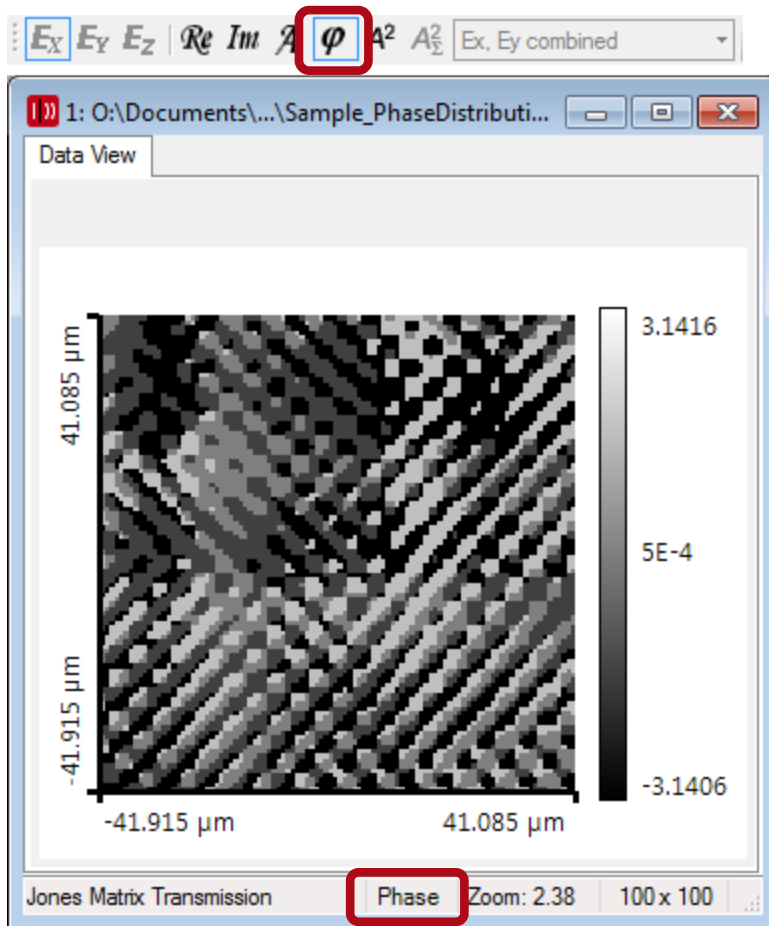 Ex Ey Ez Re Im A φ A² A²Σ Ex, Ey combined
1: O:\Documents\...\Sample_PhaseDistributi...
Data View
3.1416
41.085 µm
5E-4
-41.915 µm
-3.1406
-41.915 µm 41.085 µm
Jones Matrix Transmission Phase Zoom: 2.38 100 x 100